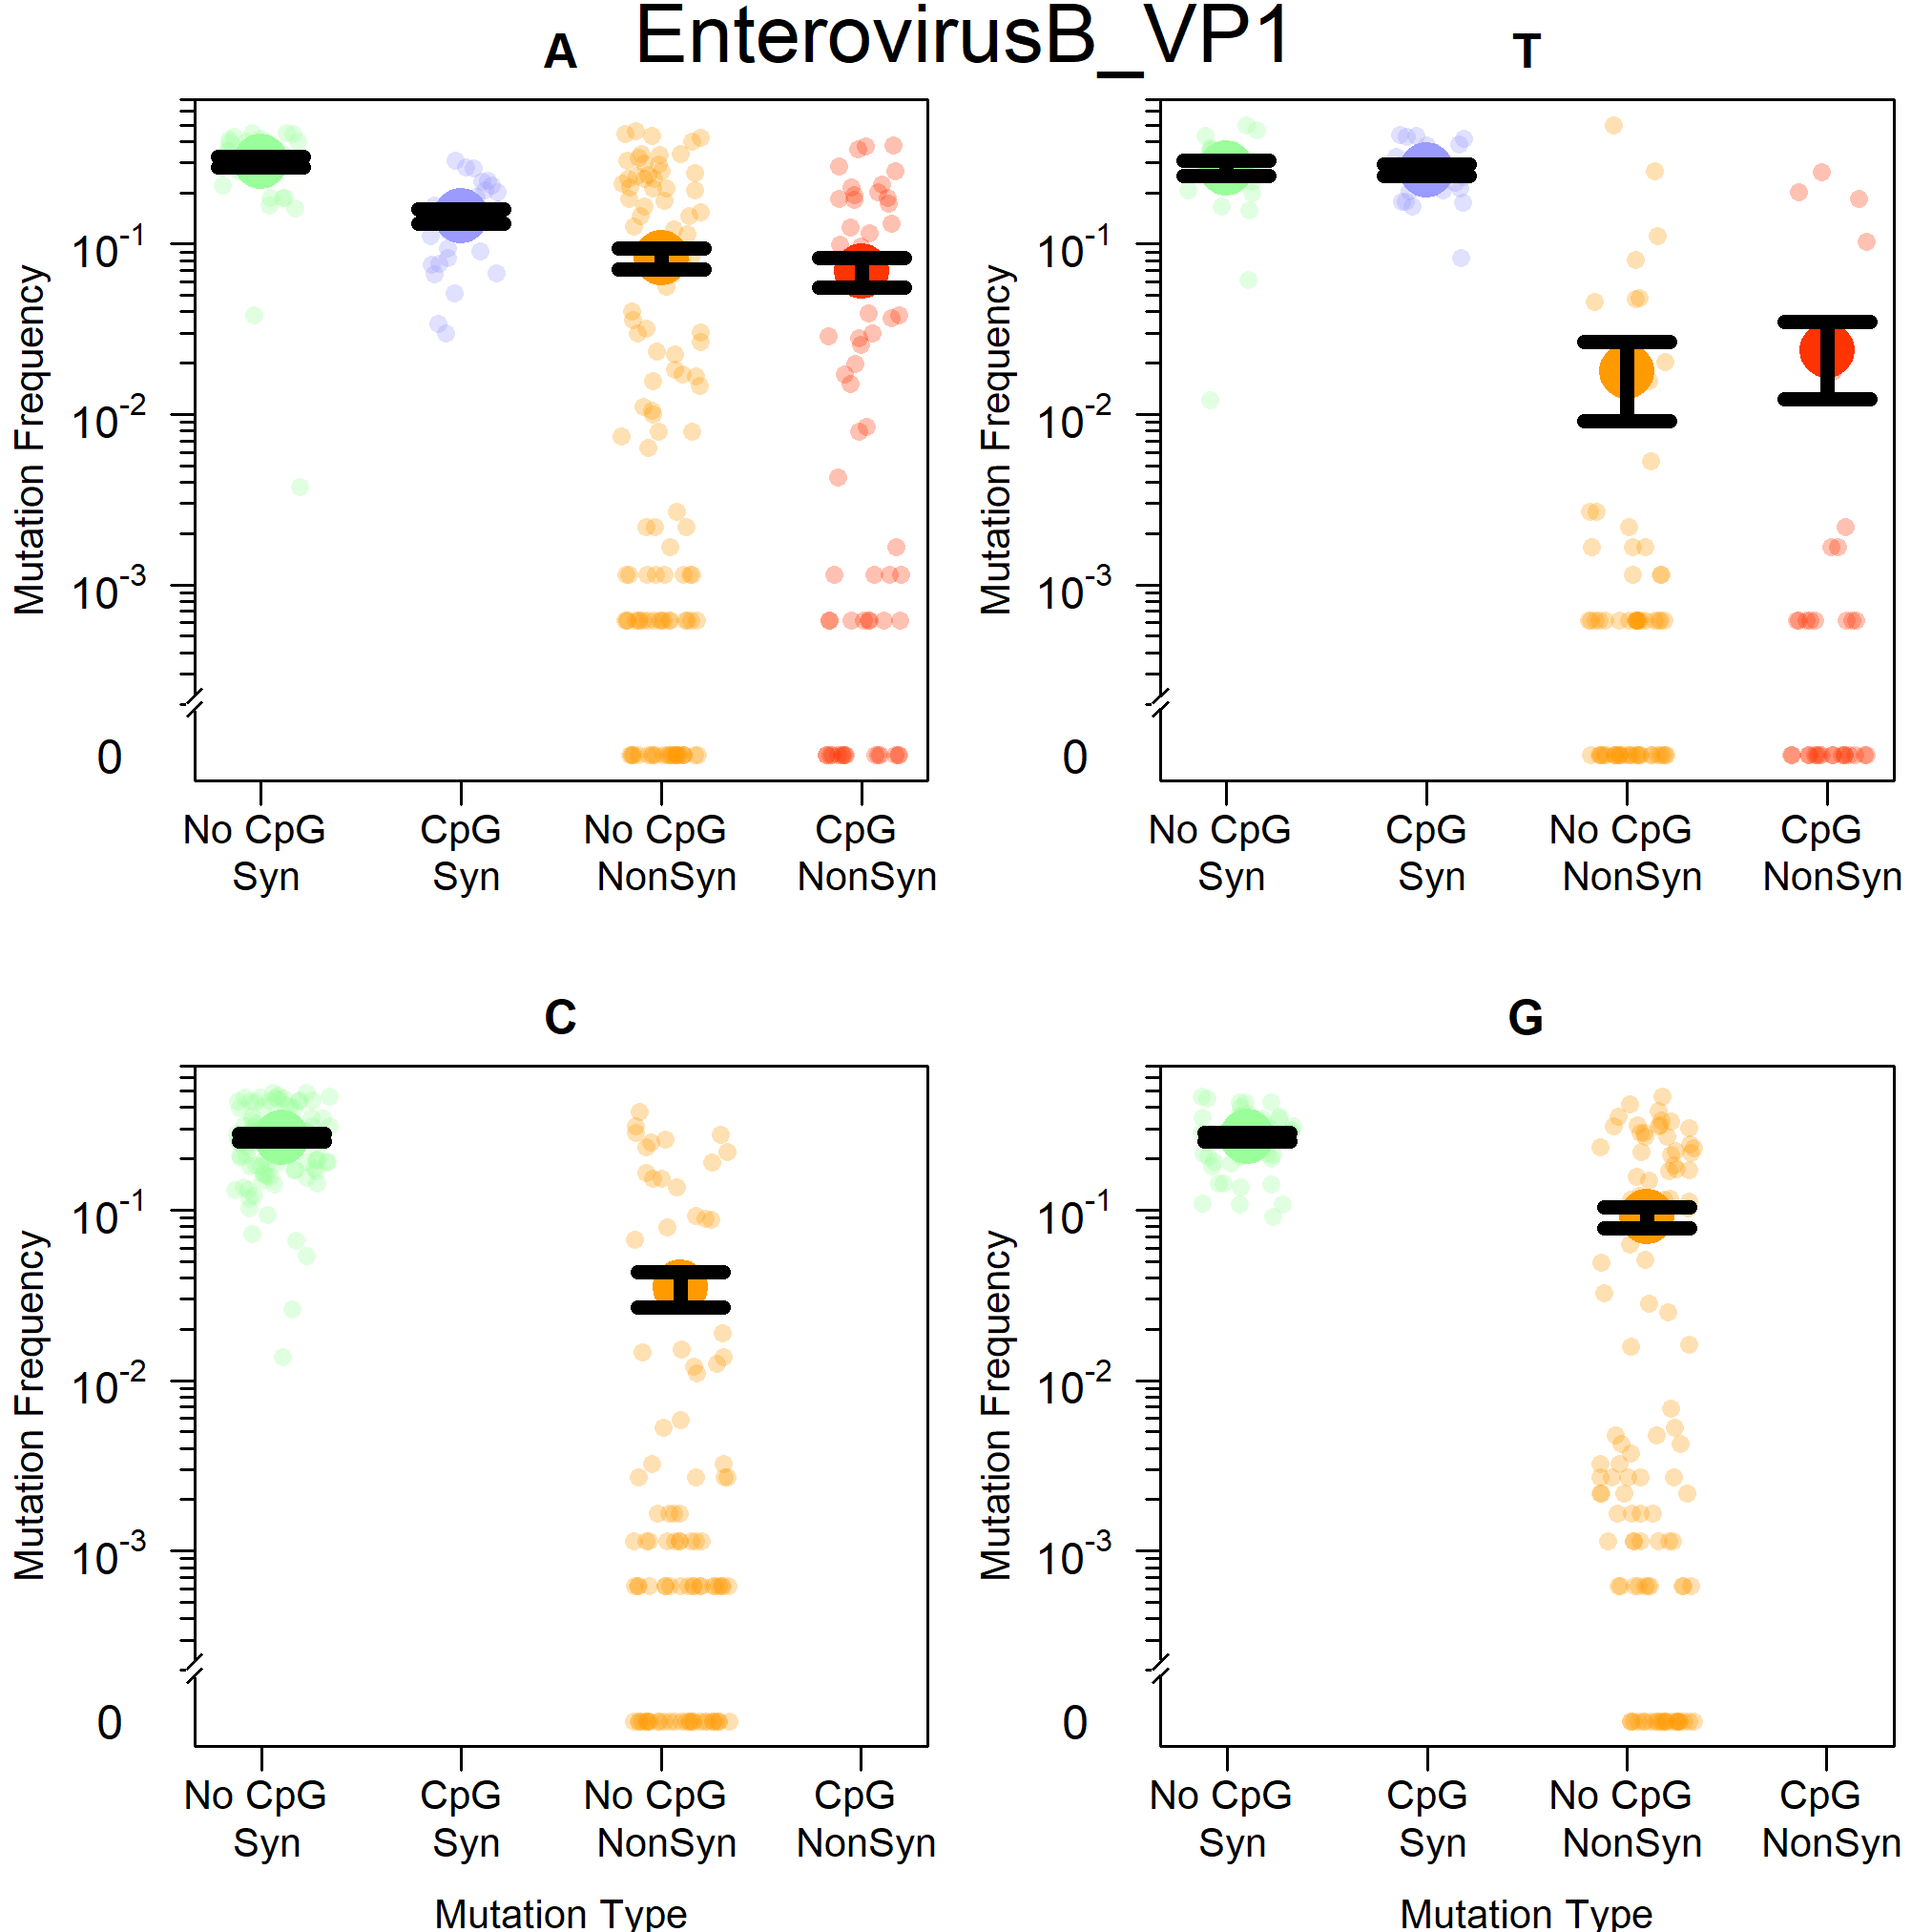 EnterovirusB_VP1
A
Mutation Frequency
10^-1
10^-2
10^-3
0
No CpG CpG No CpG CpG
Syn Syn NonSyn NonSyn
T
Mutation Frequency
10^-1
10^-2
10^-3
0
No CpG CpG No CpG CpG
Syn Syn NonSyn NonSyn
C
Mutation Frequency
10^-1
10^-2
10^-3
0
No CpG CpG No CpG CpG
Syn Syn NonSyn NonSyn
Mutation Type
G
Mutation Frequency
10^-1
10^-2
10^-3
0
No CpG CpG No CpG CpG
Syn Syn NonSyn NonSyn
Mutation Type